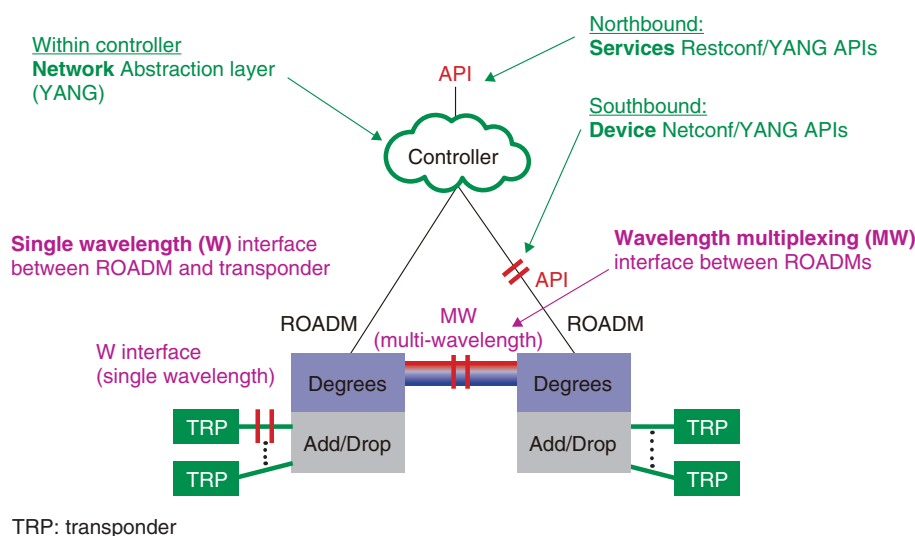 Within controller
Network Abstraction layer
(YANG)
Northbound:
Services Restconf/YANG APIs
API
Southbound:
Device Netconf/YANG APIs
Controller
Single wavelength (W) interface
between ROADM and transponder
Wavelength multiplexing (MW)
interface between ROADMs
API
ROADM
MW
(multi-wavelength)
ROADM
W interface
(single wavelength)
Degrees
Degrees
TRP
Add/Drop
Add/Drop
TRP
TRP
TRP
TRP: transponder